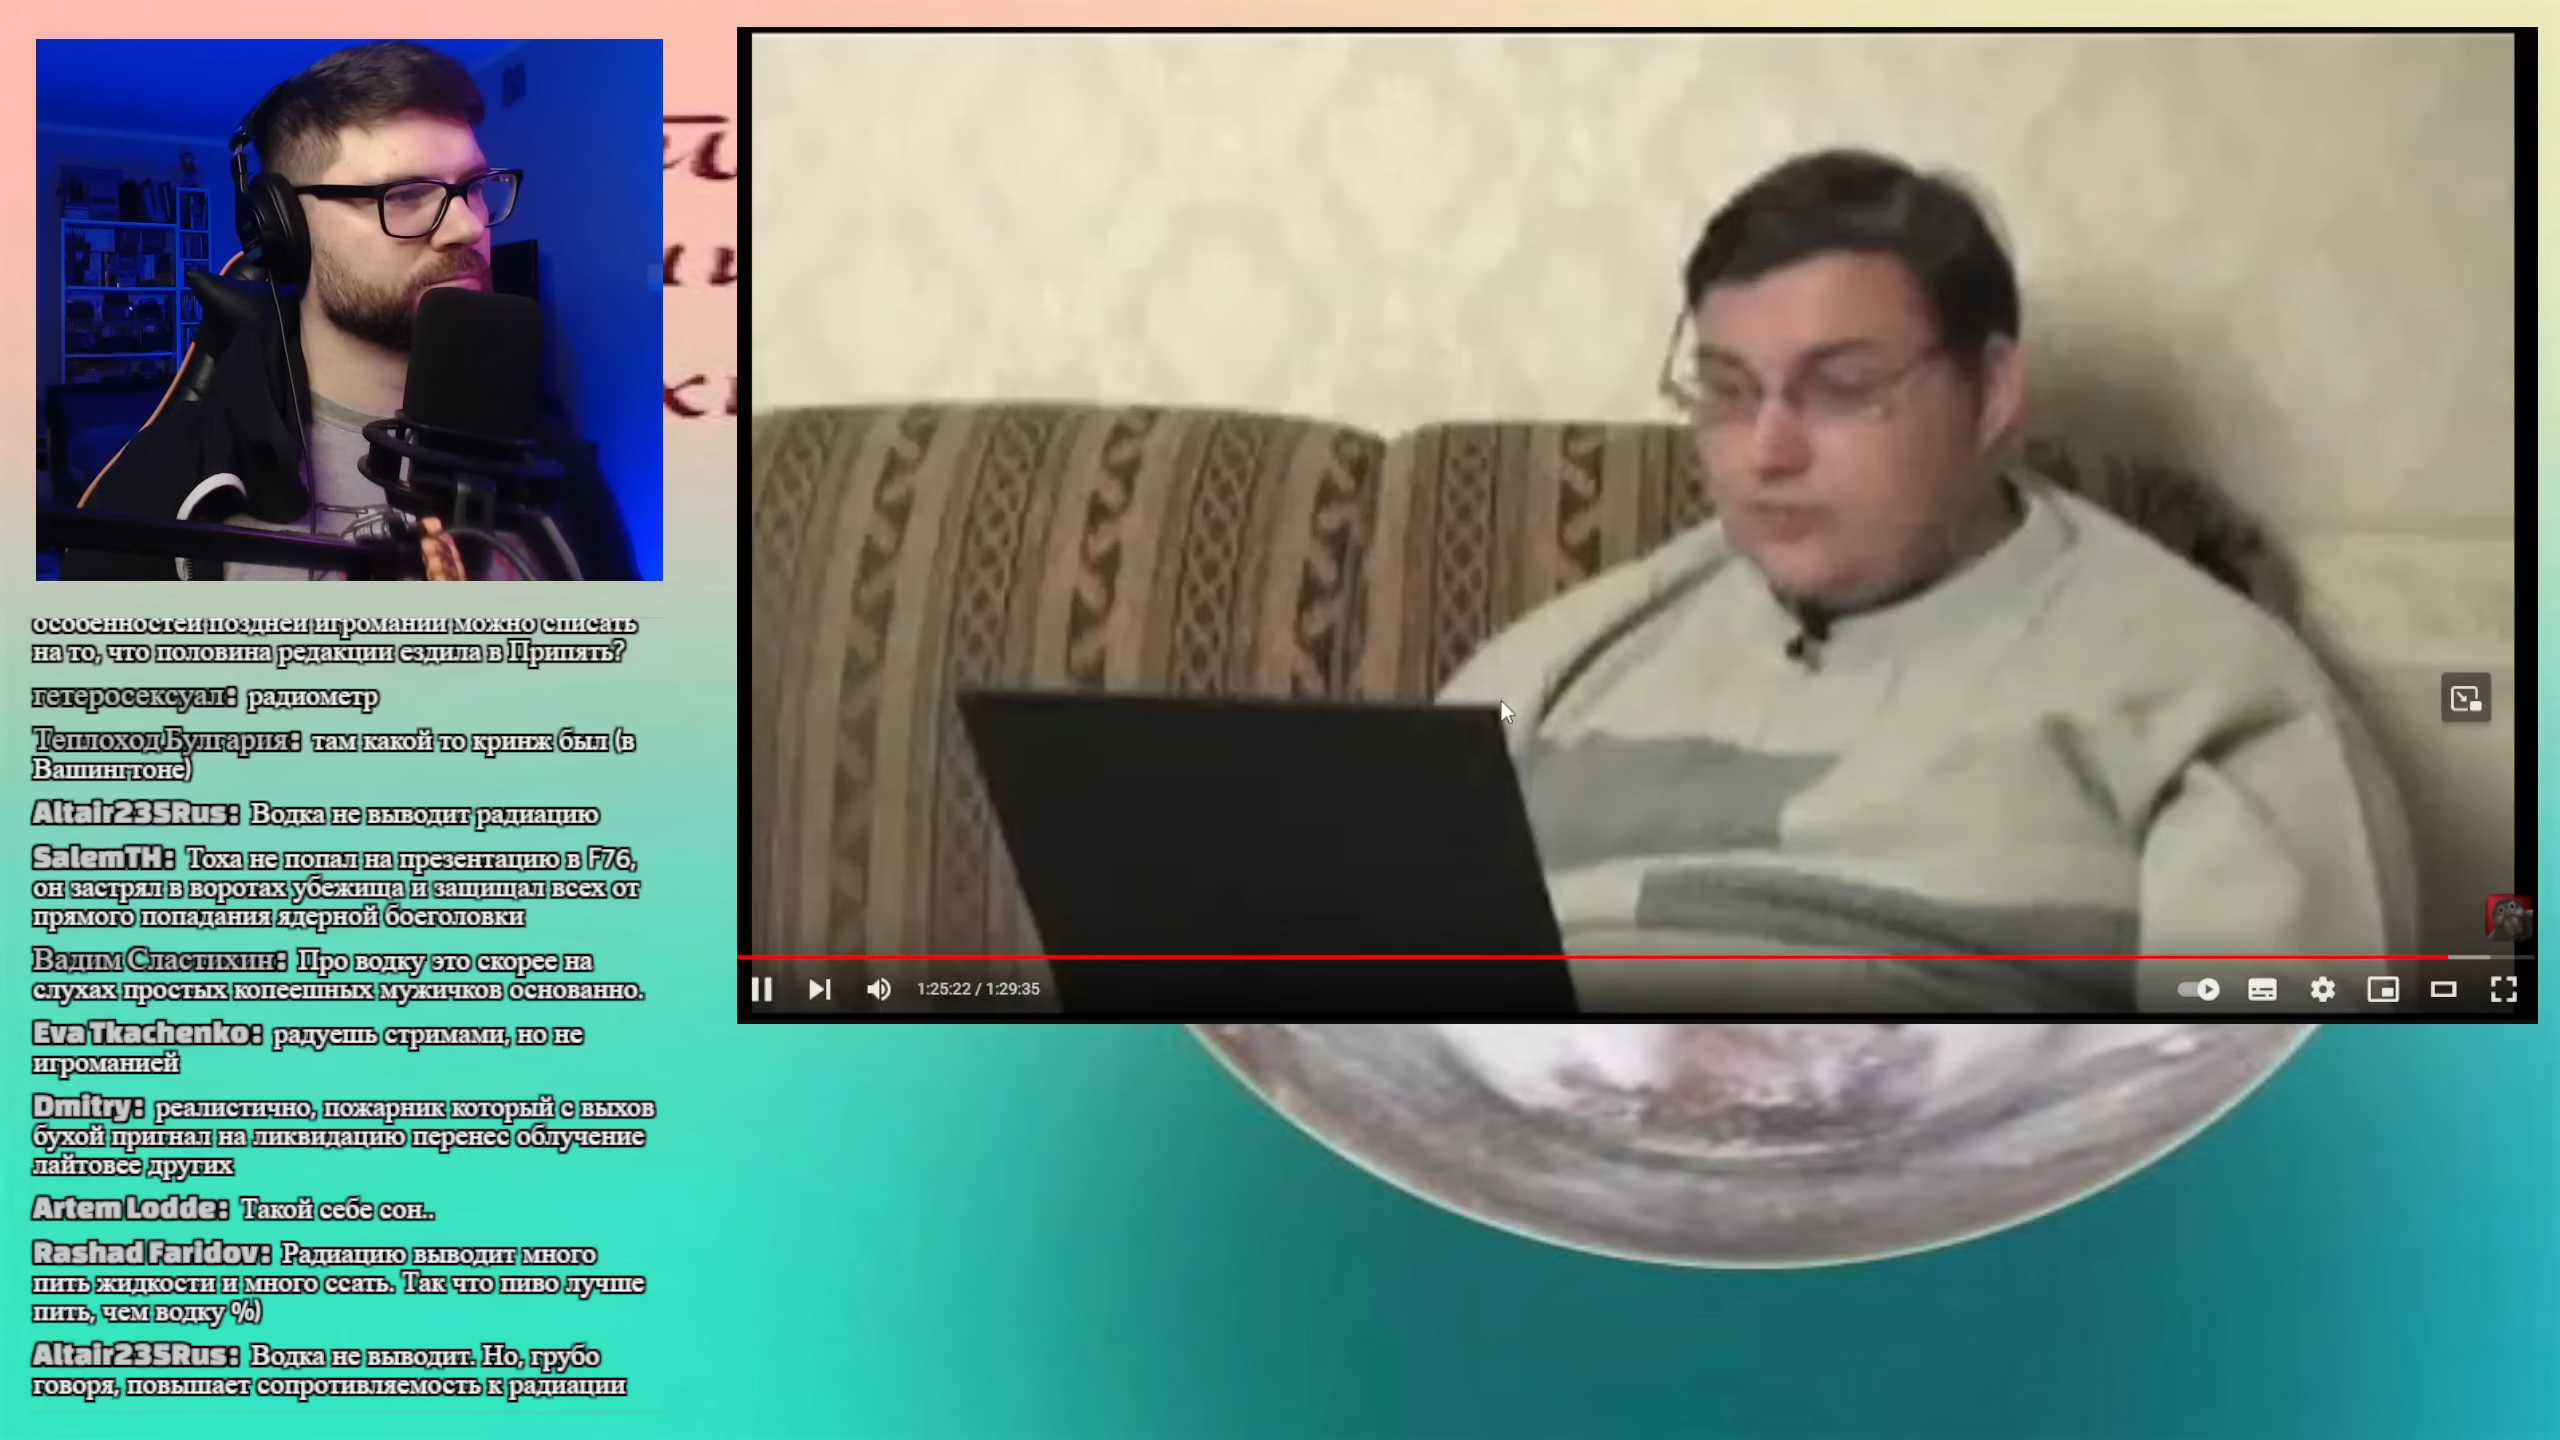 особенностей поздней игромании можно списать
на то, что половина редакции ездила в Припять?
гетеросексуал: радиометр
Теплоход Булгария: там какой то кринж был (в
Вашингтоне)
Altair235Rus: Водка не выводит радиацию
SalemTH: Тоха не попал на презентацию в F76,
он застрял в воротах убежища и защищал всех от
прямого попадания ядерной боеголовки
Вадим Сластихин: Про водку это скорее на
слухах простых копеешных мужичков основанно.
Eva Tkachenko: радуешь стримами, но не
игроманией
Dmitry: реалистично, пожарник который с выхов
бухой пригнал на ликвидацию перенес облучение
лайтовее других
Artem Lodde: Такой себе сон..
Rashad Faridov: Радиацию выводит много
пить жидкости и много ссать. Так что пиво лучше
пить, чем водку %)
Altair235Rus: Водка не выводит. Но, грубо
говоря, повышает сопротивляемость к радиации
1:25:22 / 1:29:35